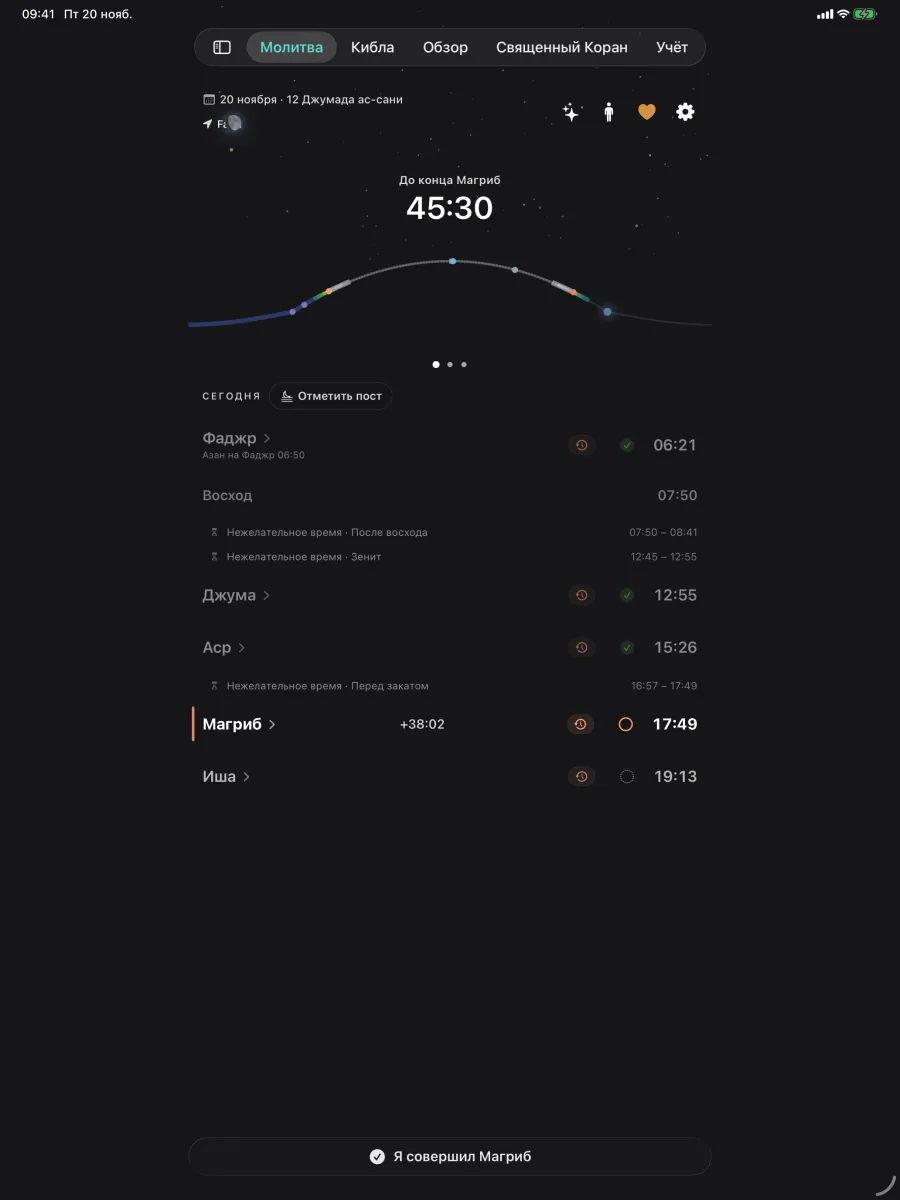 09:41 Пт 20 нояб.
Молитва Кибла Обзор Священный Коран Учёт
20 ноября · 12 Джумада ас-сани
До конца Магриб
45:30
СЕГОДНЯ Отметить пост
Фаджр 06:21
Азан на Фаджр 06:50
Восход 07:50
Нежелательное время · После восхода 07:50 – 08:41
Нежелательное время · Зенит 12:45 – 12:55
Джума 12:55
Аср 15:26
Нежелательное время · Перед закатом 16:57 – 17:49
Магриб +38:02 17:49
Иша 19:13
Я совершил Магриб